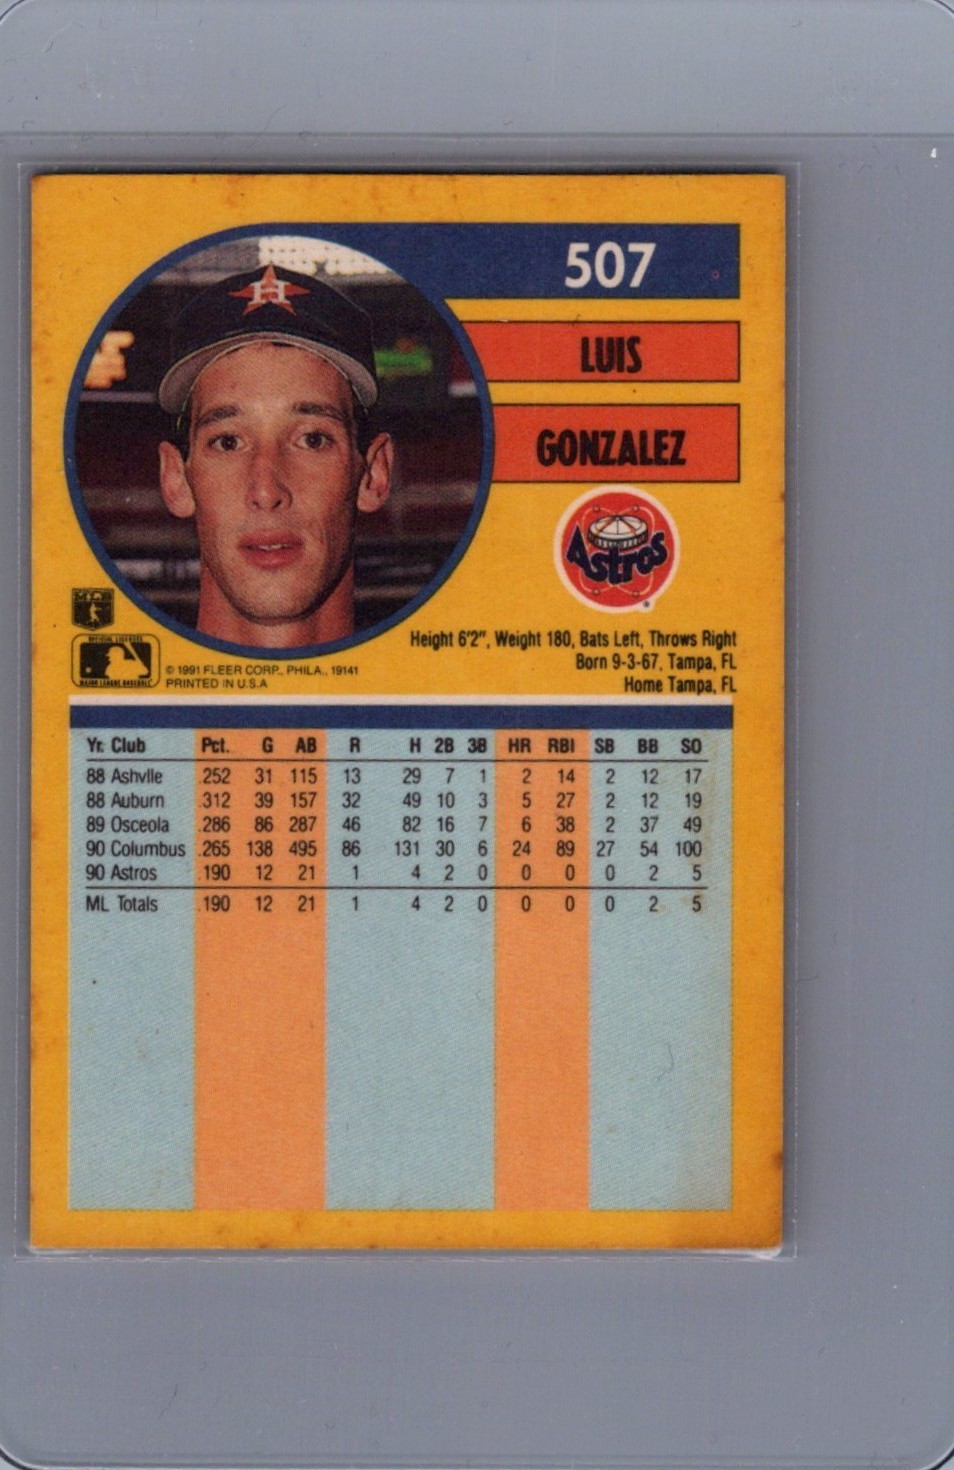 507
LUIS
GONZALEZ
H
Astros
MLB
OFFICIAL LICENSEE
MAJOR LEAGUE BASEBALL
Height 6'2", Weight 180, Bats Left, Throws Right
Born 9-3-67, Tampa, FL
Home Tampa, FL
© 1991 FLEER CORP., PHILA., 19141
PRINTED IN U.S.A
Yr. Club Pct. G AB R H 2B 3B HR RBI SB BB SO
88 Ashvlle .252 31 115 13 29 7 1 2 14 2 12 17
88 Auburn .312 39 157 32 49 10 3 5 27 2 12 19
89 Osceola .286 86 287 46 82 16 7 6 38 2 37 49
90 Columbus .265 138 495 86 131 30 6 24 89 27 54 100
90 Astros .190 12 21 1 4 2 0 0 0 0 2 5
ML Totals .190 12 21 1 4 2 0 0 0 0 2 5